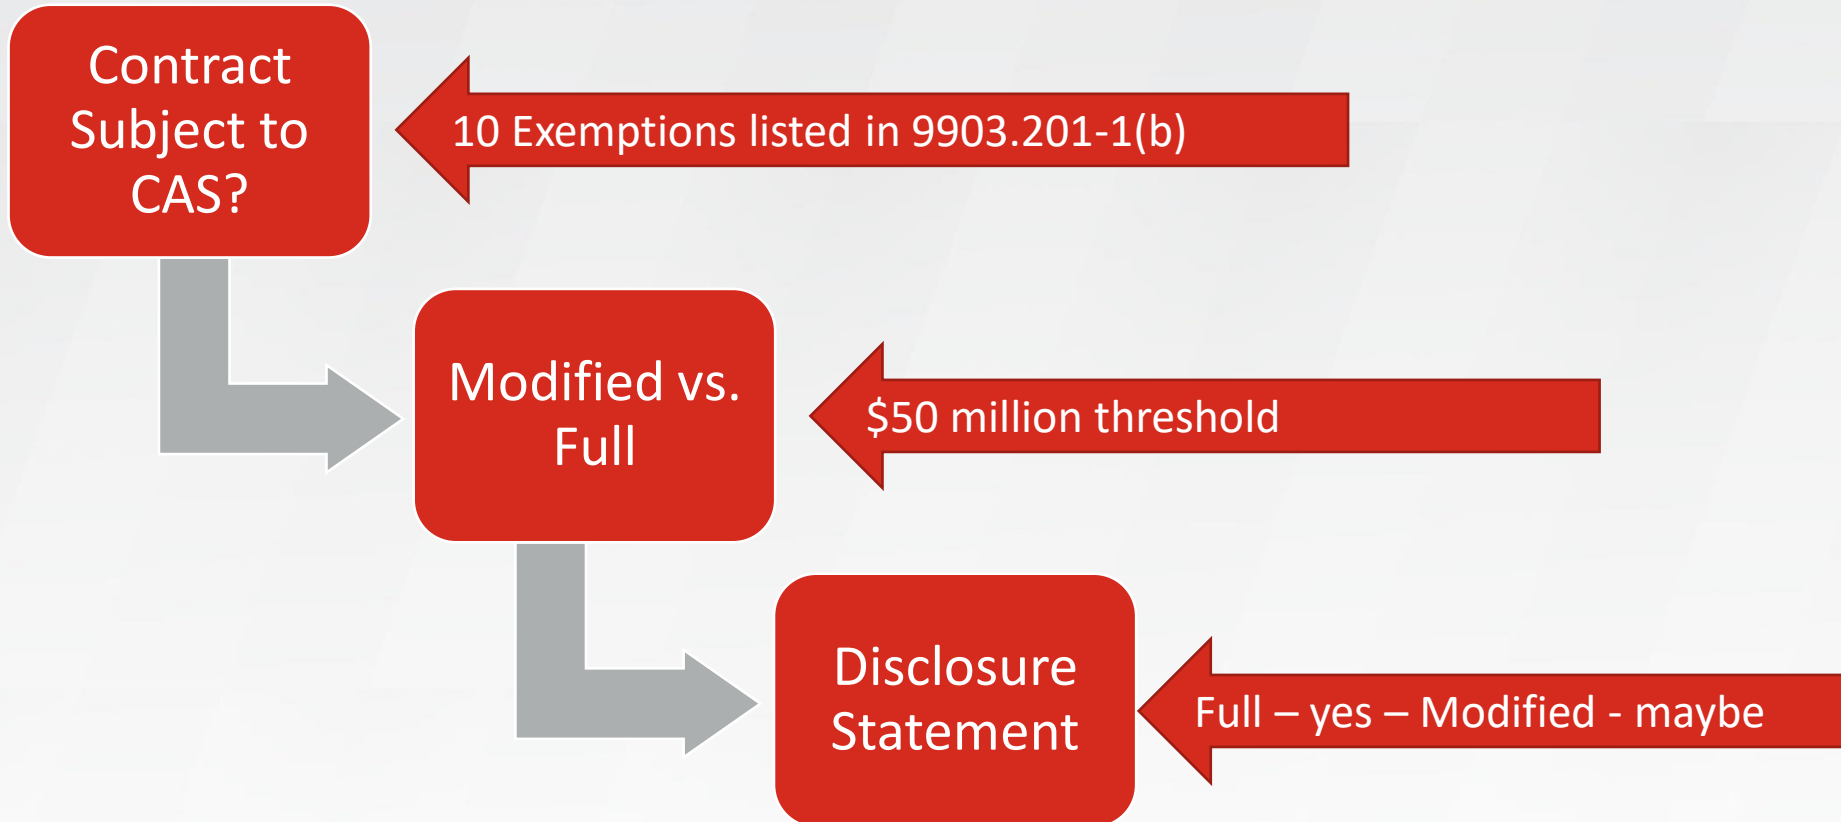 Contract
Subject to
CAS?
10 Exemptions listed in 9903.201-1(b)
Modified vs.
Full
$50 million threshold
Disclosure
Statement
Full – yes – Modified - maybe